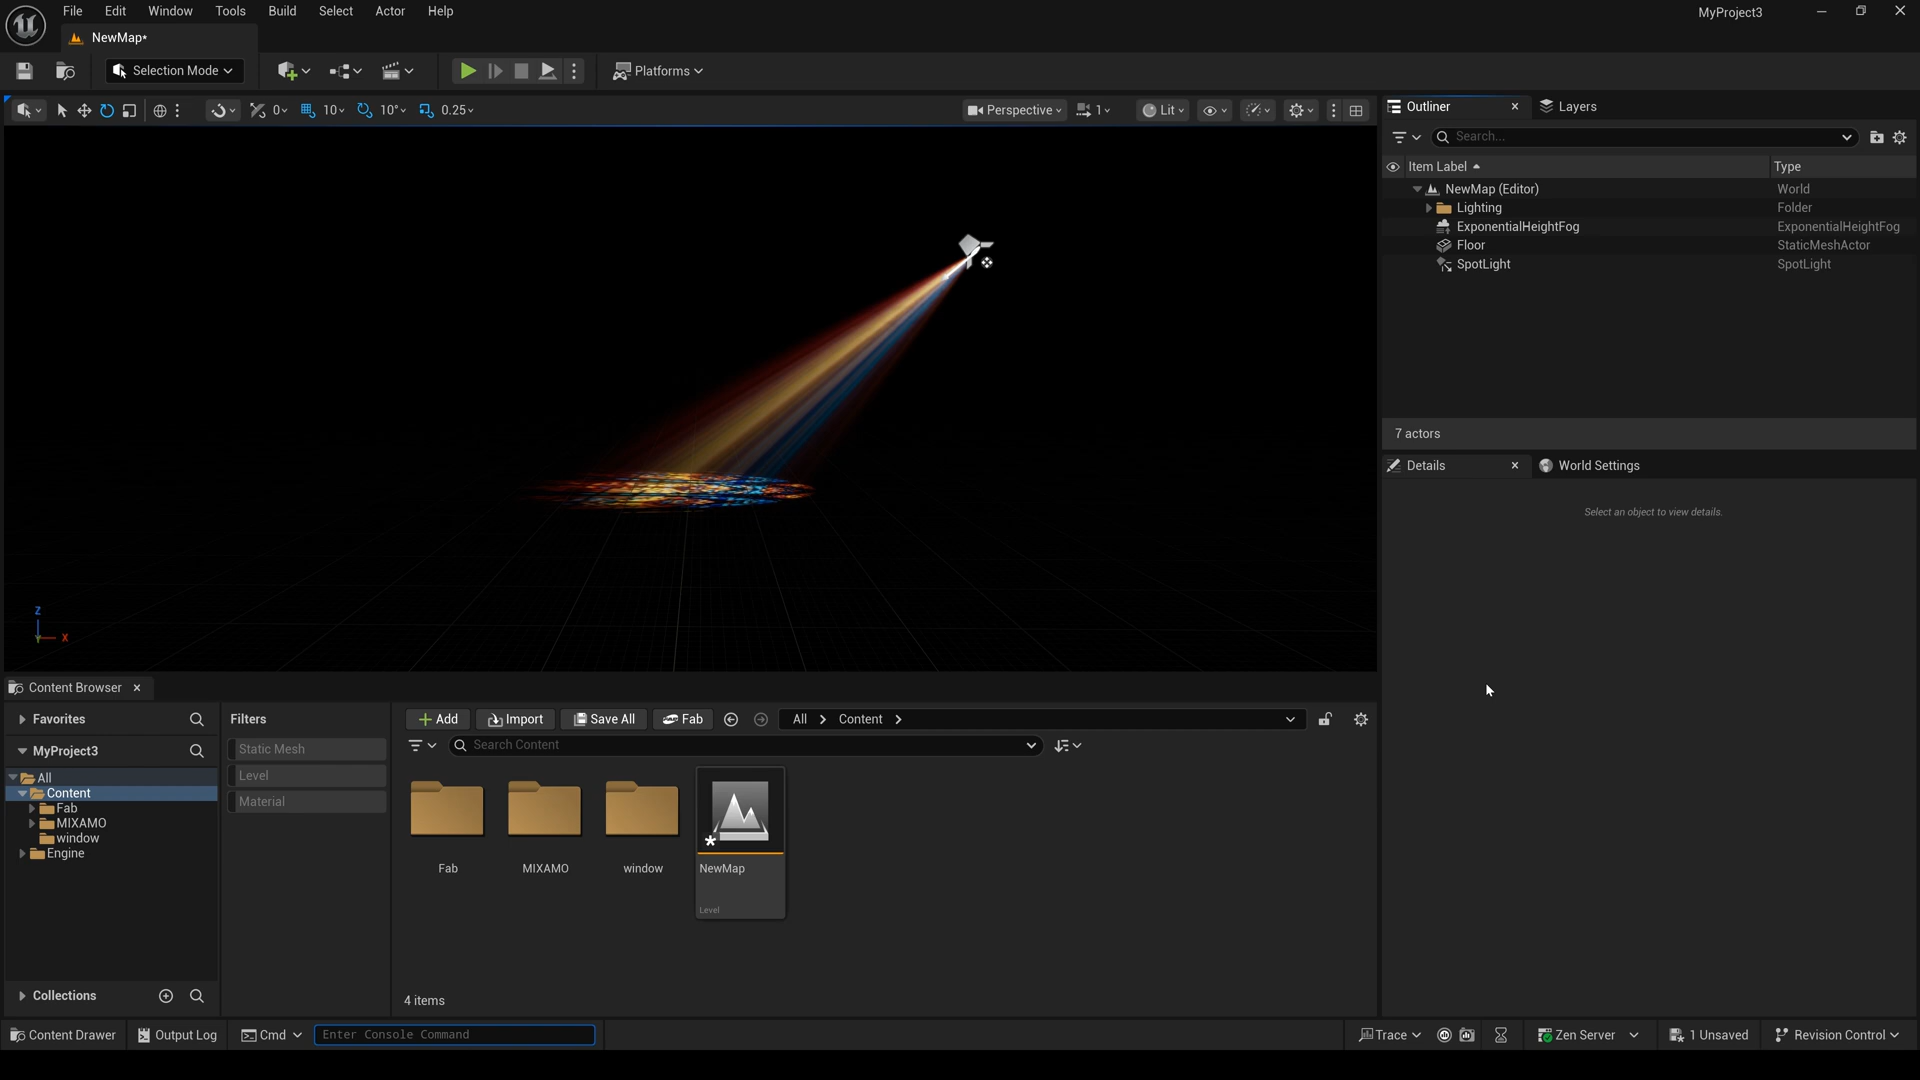 File Edit Window Tools Build Select Actor Help
MyProject3
NewMap*
Selection Mode
Platforms
0 10 10° 0.25
Perspective 1 Lit
Outliner Layers
Search...
Item Label Type
NewMap (Editor) World
Lighting Folder
ExponentialHeightFog ExponentialHeightFog
Floor StaticMeshActor
SpotLight SpotLight
7 actors
Details World Settings
Select an object to view details.
Z
X
Content Browser
Favorites
Filters
Add Import Save All Fab All Content
MyProject3
Static Mesh
Search Content
All
Content
Fab
MIXAMO
window
Engine
Level
Material
Fab MIXAMO window NewMap
Level
Collections
4 items
Content Drawer Output Log Cmd Enter Console Command
Trace Zen Server 1 Unsaved Revision Control